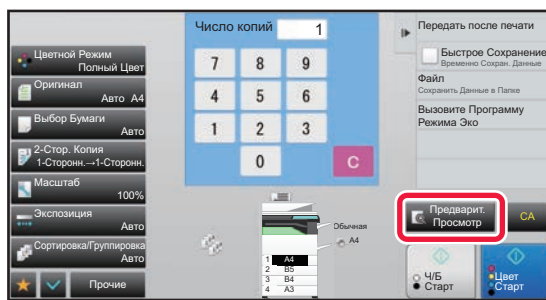 Число копий 1
Цветной Режим
Полный Цвет
Оригинал
Авто A4
Выбор Бумаги
Авто
2-Стор. Копия
1-Сторонн.→1-Сторонн.
Масштаб
100%
Экспозиция
Авто
Сортировка/Группировка
Авто
Прочие
7 8 9
4 5 6
1 2 3
0 C
Обычная
A4
1 A4
2 B5
3 B4
4 A3
Передать после печати
Быстрое Сохранение
Временно Сохран. Данные
Файл
Сохранить Данные в Папке
Вызовите Программу
Режима Эко
Предварит.
Просмотр
CA
Ч/Б
Старт
Цвет
Старт